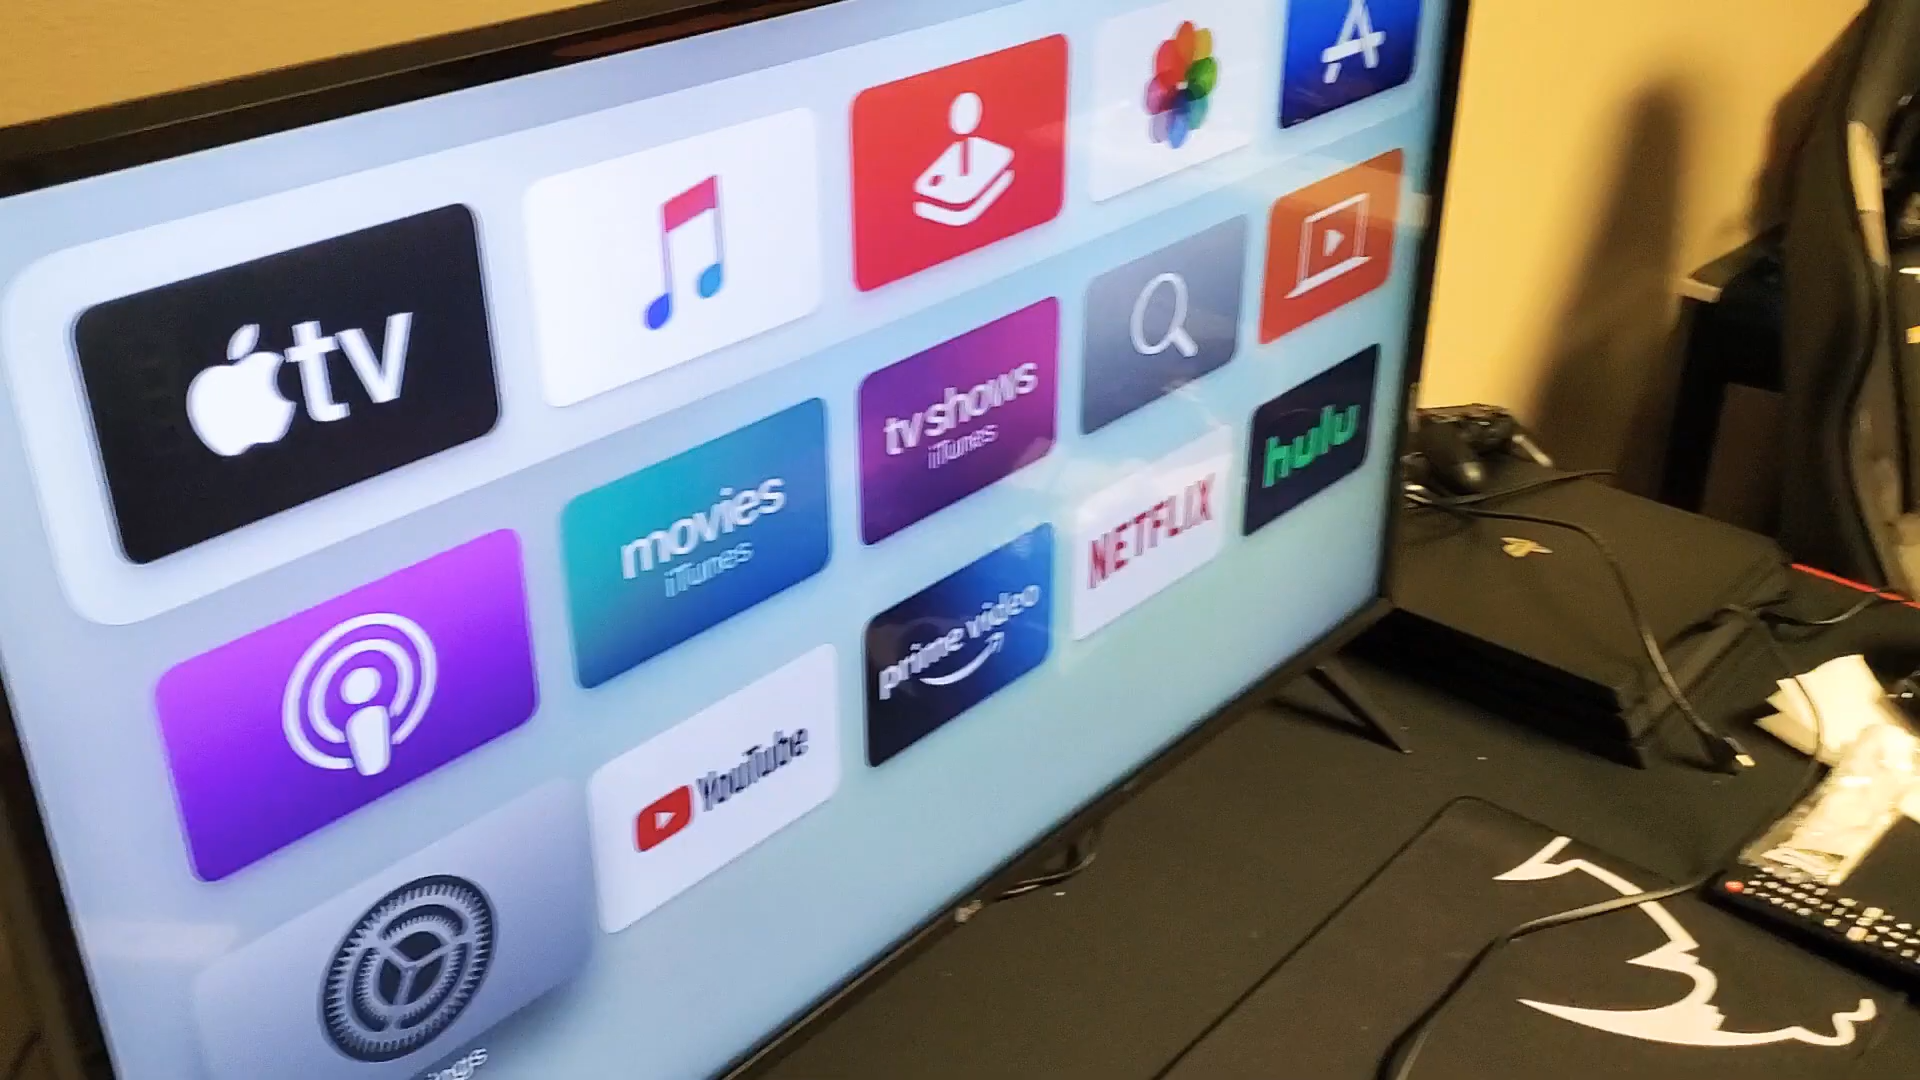 tv
movies
iTunes
tv shows
iTunes
YouTube
prime video
NETFLIX
hulu